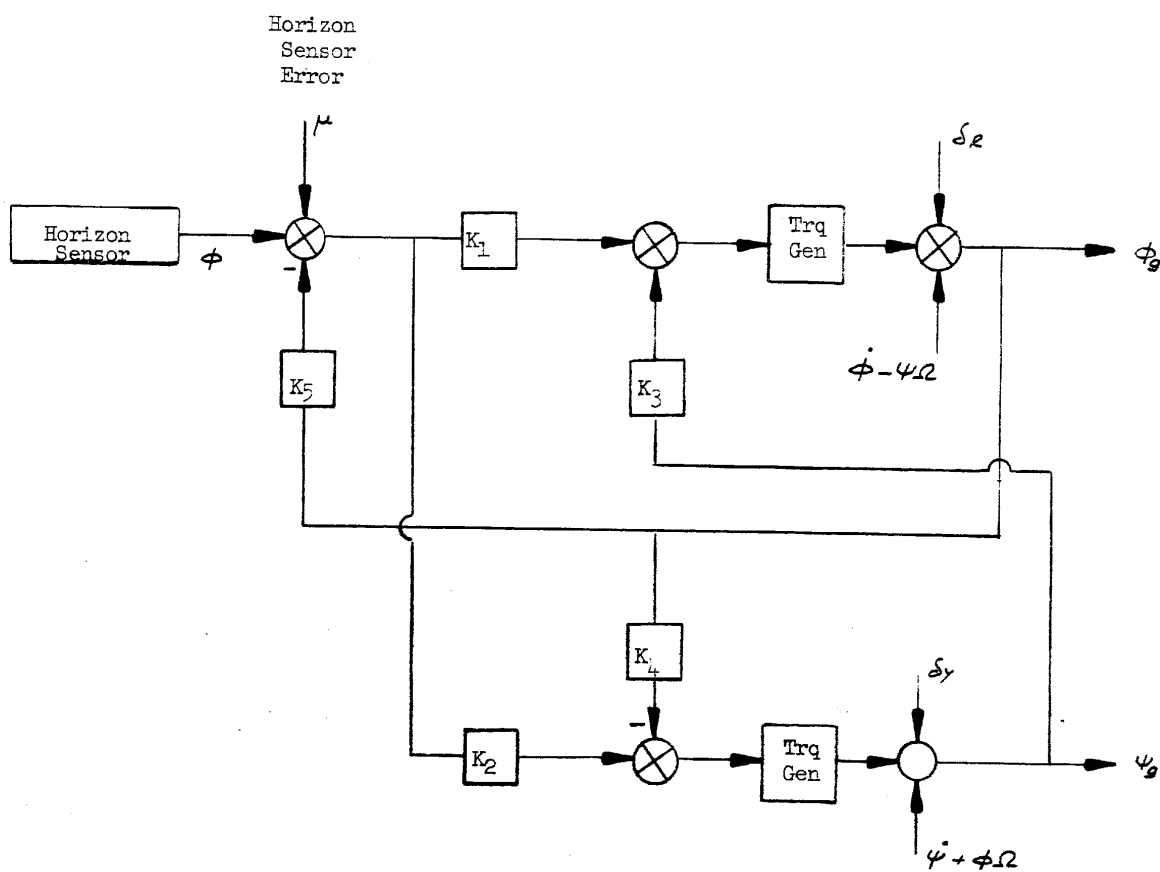 Horizon
Sensor
Error
μ
δr
Horizon
Sensor
ϕ
-
K1
Trq
Gen
ϕg
ϕ̇ - ψΩ
K5
K3
K4
δy
-
K2
Trq
Gen
ψg
ψ̇ + ϕΩ